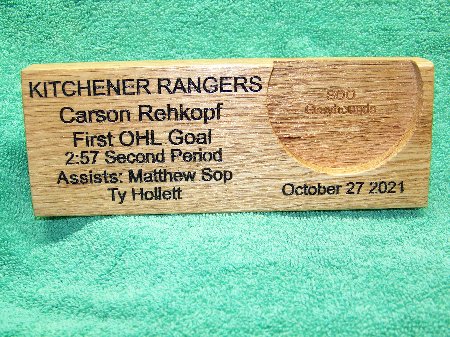 KITCHENER RANGERS
Carson Rehkopf
First OHL Goal
2:57 Second Period
Assists: Matthew Sop
Ty Hollett
SOO
Greyhounds
October 27 2021